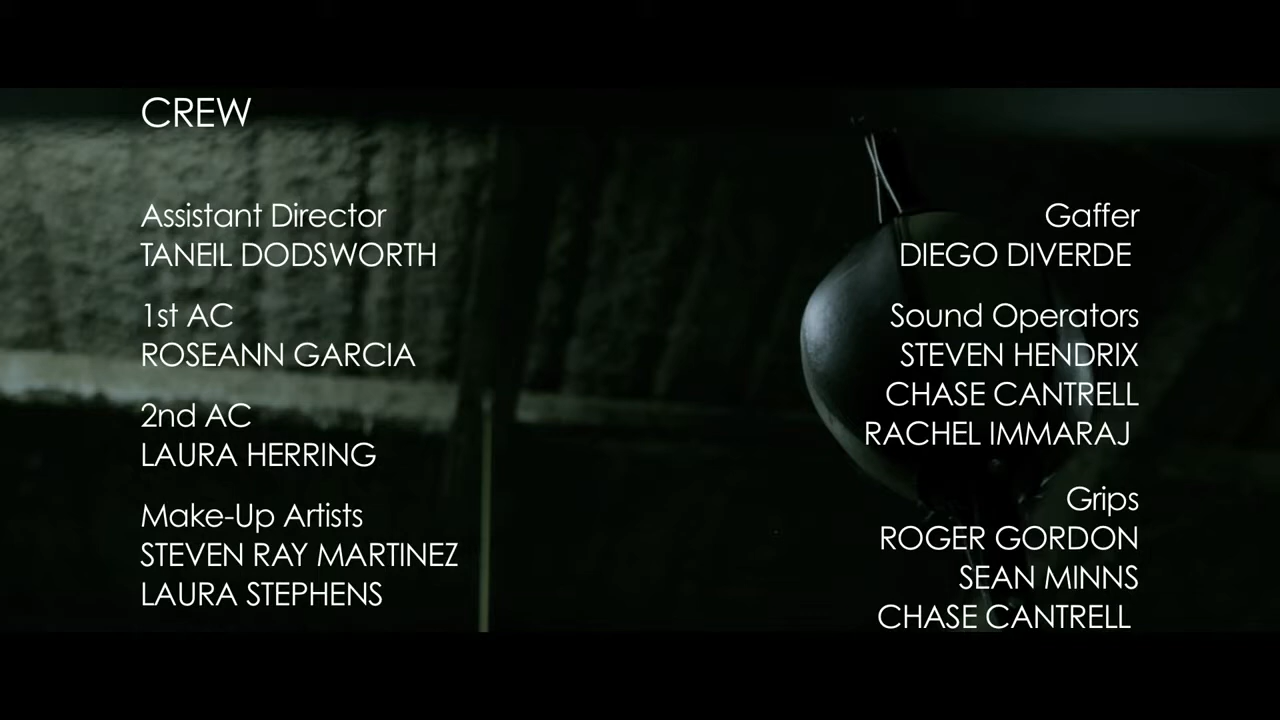 CREW
Assistant Director
TANEIL DODSWORTH
1st AC
ROSEANN GARCIA
2nd AC
LAURA HERRING
Make-Up Artists
STEVEN RAY MARTINEZ
LAURA STEPHENS
Gaffer
DIEGO DIVERDE
Sound Operators
STEVEN HENDRIX
CHASE CANTRELL
RACHEL IMMARAJ
Grips
ROGER GORDON
SEAN MINNS
CHASE CANTRELL